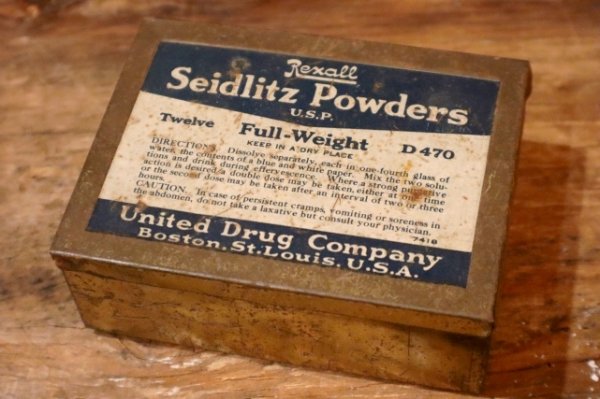 Rexall
Seidlitz Powders
U.S.P.
Twelve Full-Weight D 470
KEEP IN A DRY PLACE
DIRECTIONS Dissolve separately, each in one-fourth glass of
water, the contents of a blue and white paper. Mix the two solu-
tions and drink during effervescence. Where a strong purgative
action is desired, a double dose may be taken, either at one time
or the second dose may be taken after an interval of two or three
hours.
CAUTION. In case of persistent cramps, vomiting or soreness in
the abdomen, do not take a laxative but consult your physician.
7418
United Drug Company
Boston. St. Louis. U.S.A.